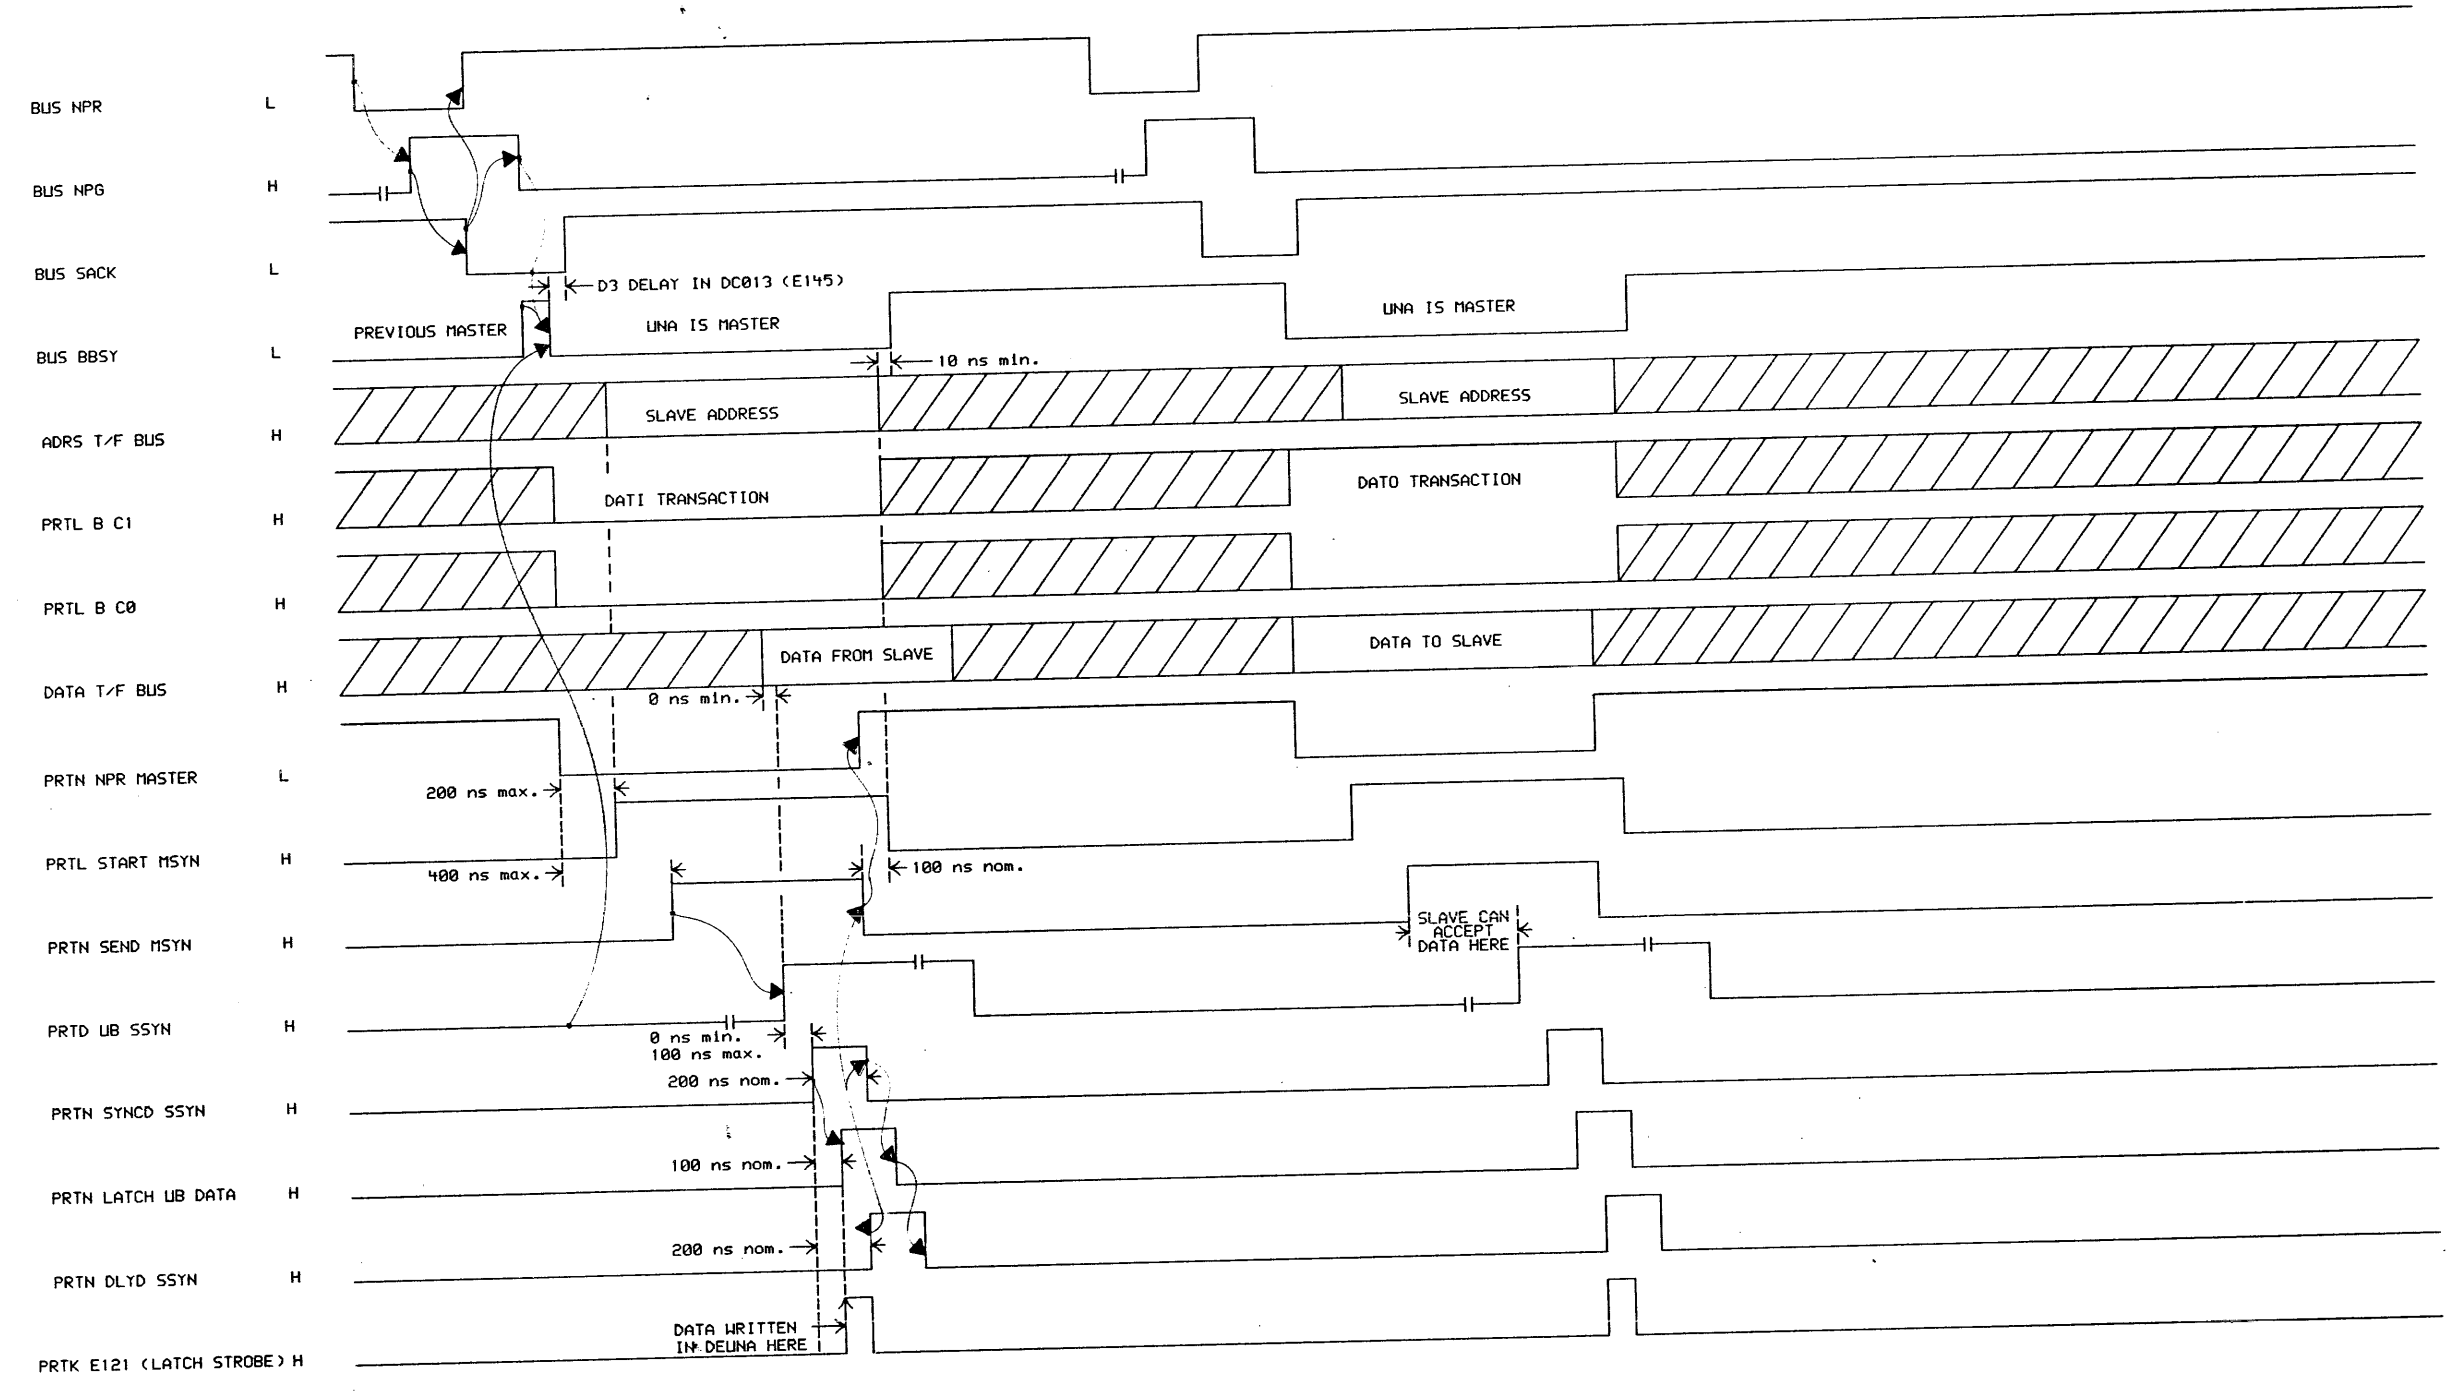 BUS NPR L
BUS NPG H
BUS SACK L
D3 DELAY IN DC013 (E145)
PREVIOUS MASTER
UNA IS MASTER
UNA IS MASTER
BUS BBSY L
10 ns min.
SLAVE ADDRESS
SLAVE ADDRESS
ADRS T/F BUS H
DATI TRANSACTION
DATO TRANSACTION
PRTL B C1 H
PRTL B C0 H
DATA FROM SLAVE
DATA TO SLAVE
DATA T/F BUS H
0 ns min.
PRTN NPR MASTER L
200 ns max.
PRTL START MSYN H
400 ns max.
100 ns nom.
SLAVE CAN
ACCEPT
DATA HERE
PRTN SEND MSYN H
PRTD UB SSYN H
0 ns min.
100 ns max.
200 ns nom.
PRTN SYNCD SSYN H
100 ns nom.
PRTN LATCH UB DATA H
200 ns nom.
PRTN DLYD SSYN H
DATA WRITTEN
IN DEUNA HERE
PRTK E121 (LATCH STROBE) H